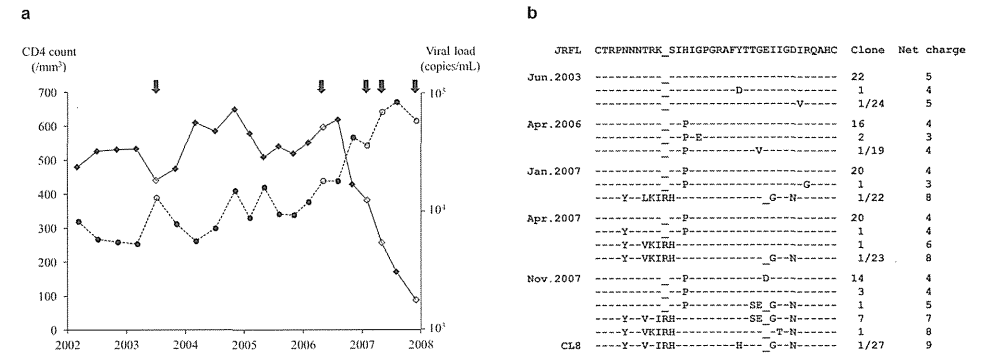 a
b
CD4 count
(/mm³)
Viral load
(copies/mL)
700
600
500
400
300
200
100
0
10⁵
10⁴
10³
2002
2003
2004
2005
2006
2007
2008
JRFL CTRPNNNTRK_SIHIGPGRAFYTTGEIIGDIRQAHC Clone Net charge
Jun.2003 ----------_------------------------- 22 5
---------------------D-------------- 1 4
------------------------------V----- 1/24 5
Apr.2006 ----------_--P---------------------- 16 4
-------------P-E-------------------- 2 3
----------_--P----------V----------- 1/19 4
Jan.2007 ----------_--P---------------------- 20 4
-------------P-----------------G---- 1 3
----Y--LKIRH-------------_G--N------ 1/22 8
Apr.2007 ----------_--P---------------------- 20 4
----Y-----_------------------------- 1 4
----Y--VKIRH------------------------ 1 6
----Y--VKIRH-------------_G--N------ 1/23 8
Nov.2007 ----------_--P-----------D---------- 14 4
----------_--P---------------------- 3 4
----------_--P---------SE_G--N------ 1 5
----Y--V-IRH-----------SE_G--N------ 7 7
----Y--VKIRH-------------_-T-N------ 1 8
CL8 ----Y--V-IRH---------H---_G--N------ 1/27 9